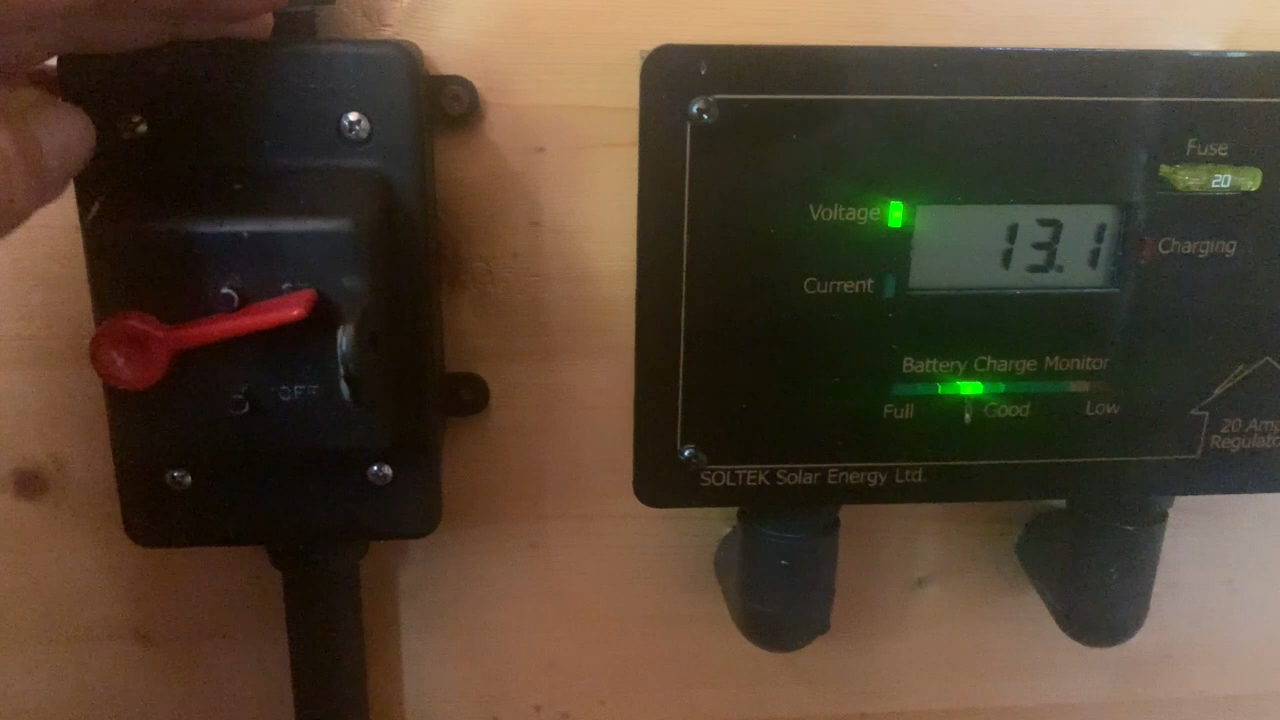 OFF
Fuse
20
Voltage
13.1
Charging
Current
Battery Charge Monitor
Full Good Low
20 Amp
Regulator
SOLTEK Solar Energy Ltd.